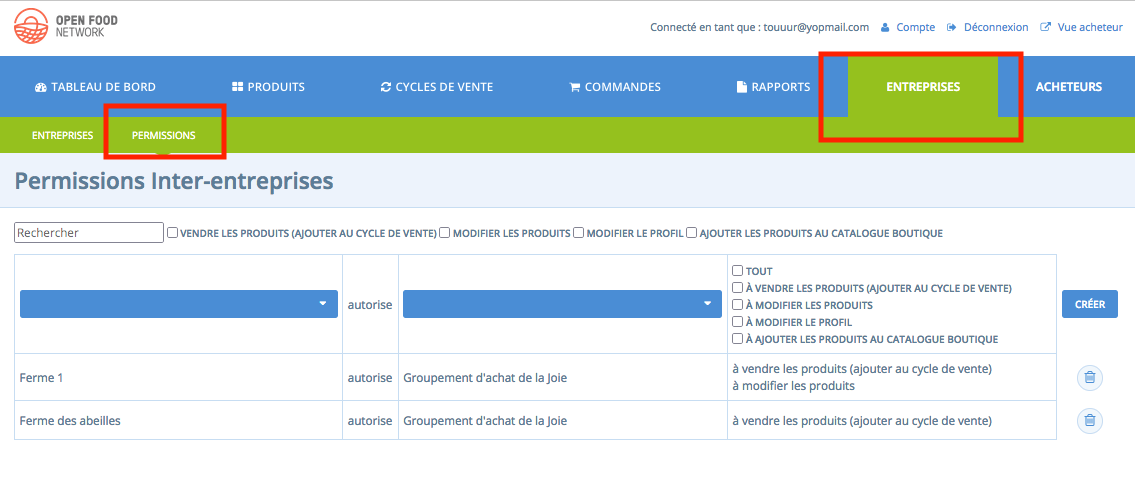 OPEN FOOD
NETWORK
Connecté en tant que : touuur@yopmail.com Compte Déconnexion Vue acheteur
TABLEAU DE BORD PRODUITS CYCLES DE VENTE COMMANDES RAPPORTS ENTREPRISES ACHETEURS
ENTREPRISES PERMISSIONS
Permissions Inter-entreprises
Rechercher VENDRE LES PRODUITS (AJOUTER AU CYCLE DE VENTE) MODIFIER LES PRODUITS MODIFIER LE PROFIL AJOUTER LES PRODUITS AU CATALOGUE BOUTIQUE
TOUT
À VENDRE LES PRODUITS (AJOUTER AU CYCLE DE VENTE)
autorise À MODIFIER LES PRODUITS CRÉER
À MODIFIER LE PROFIL
À AJOUTER LES PRODUITS AU CATALOGUE BOUTIQUE
Ferme 1 autorise Groupement d'achat de la Joie à vendre les produits (ajouter au cycle de vente)
à modifier les produits
Ferme des abeilles autorise Groupement d'achat de la Joie à vendre les produits (ajouter au cycle de vente)